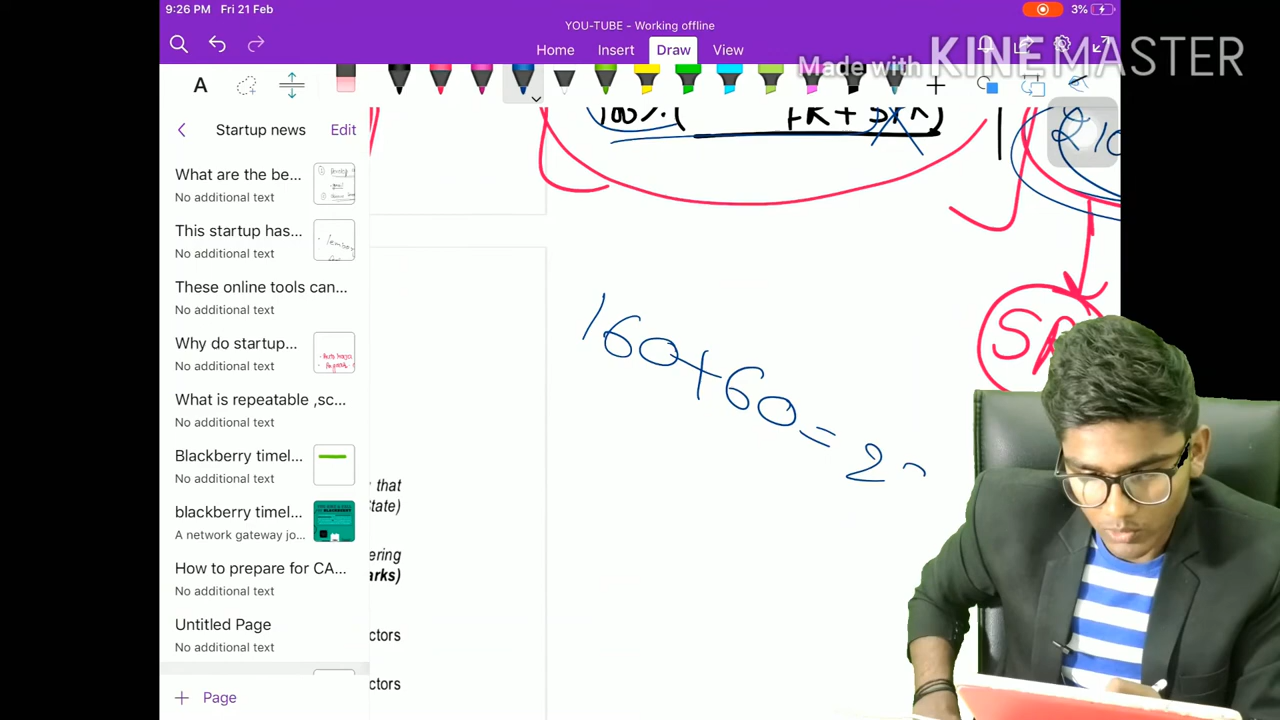 9:26 PM Fri 21 Feb
3%
YOU-TUBE - Working offline
Home Insert Draw View
Made with KINEMASTER
A
Startup news Edit
What are the be...
No additional text
This startup has...
No additional text
These online tools can...
No additional text
Why do startup...
No additional text
What is repeatable ,sc...
No additional text
Blackberry timel...
No additional text
blackberry timel...
A network gateway jo...
How to prepare for CA...
No additional text
Untitled Page
No additional text
+ Page
that
State)
ering
arks)
ctors
ctors
100%
160+60=2